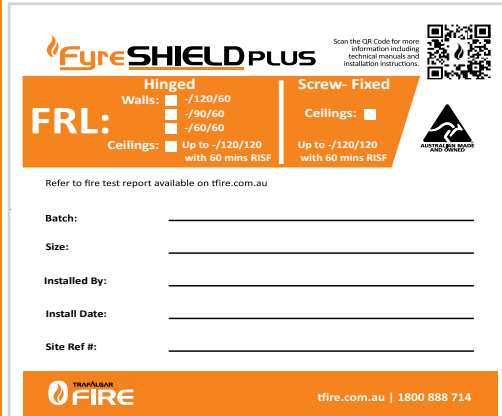 FyreSHIELDPLUS
Scan the QR Code for more
information including
technical manuals and
installation instructions.
FRL:
Hinged
Walls: -/120/60
-/90/60
-/60/60
Ceilings: Up to -/120/120
with 60 mins RISF
Screw- Fixed
Ceilings:
Up to -/120/120
with 60 mins RISF
AUSTRALIAN MADE
AND OWNED
Refer to fire test report available on tfire.com.au
Batch:
Size:
Installed By:
Install Date:
Site Ref #:
TRAFALGAR
FIRE
tfire.com.au | 1800 888 714